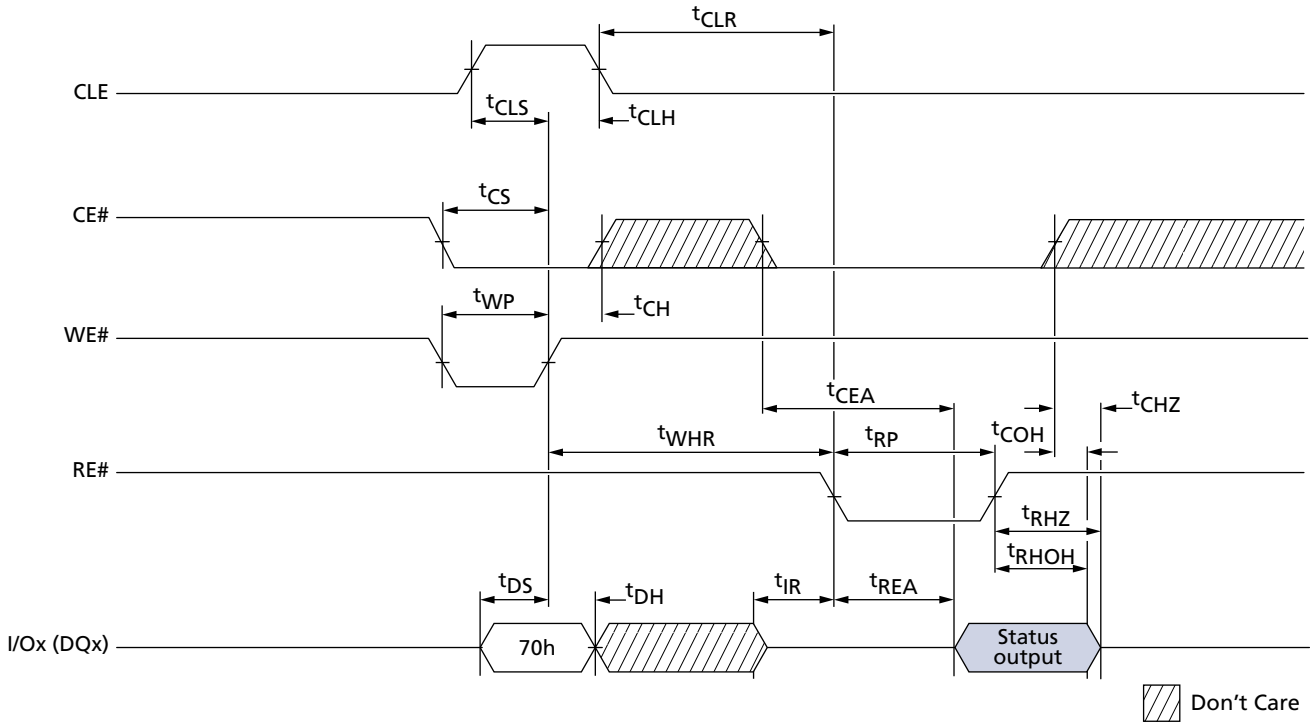 tCLR
CLE
tCLS
tCLH
tCS
CE#
tWP
tCH
WE#
tCEA
tCHZ
tWHR
tRP
tCOH
RE#
tRHZ
tRHOH
tDS
tDH
tIR
tREA
I/Ox (DQx)
70h
Status
output
Don't Care